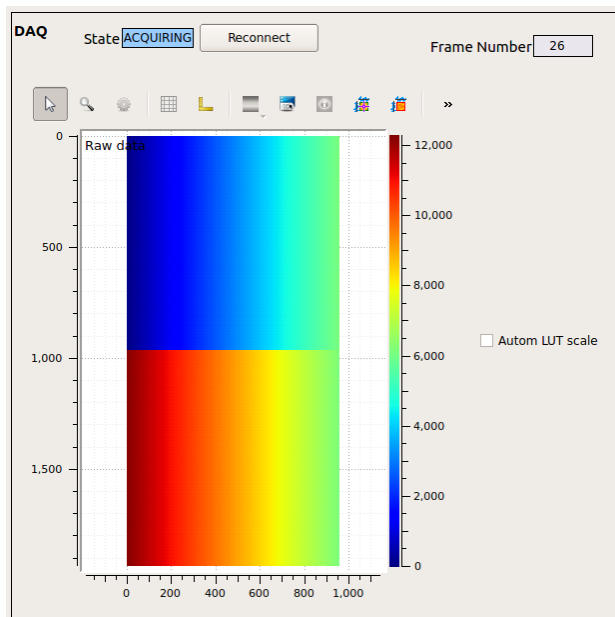 DAQ
State ACQUIRING Reconnect
Frame Number 26
»
Raw data
0
500
1,000
1,500
0 200 400 600 800 1,000
12,000
10,000
8,000
6,000
4,000
2,000
0
Autom LUT scale